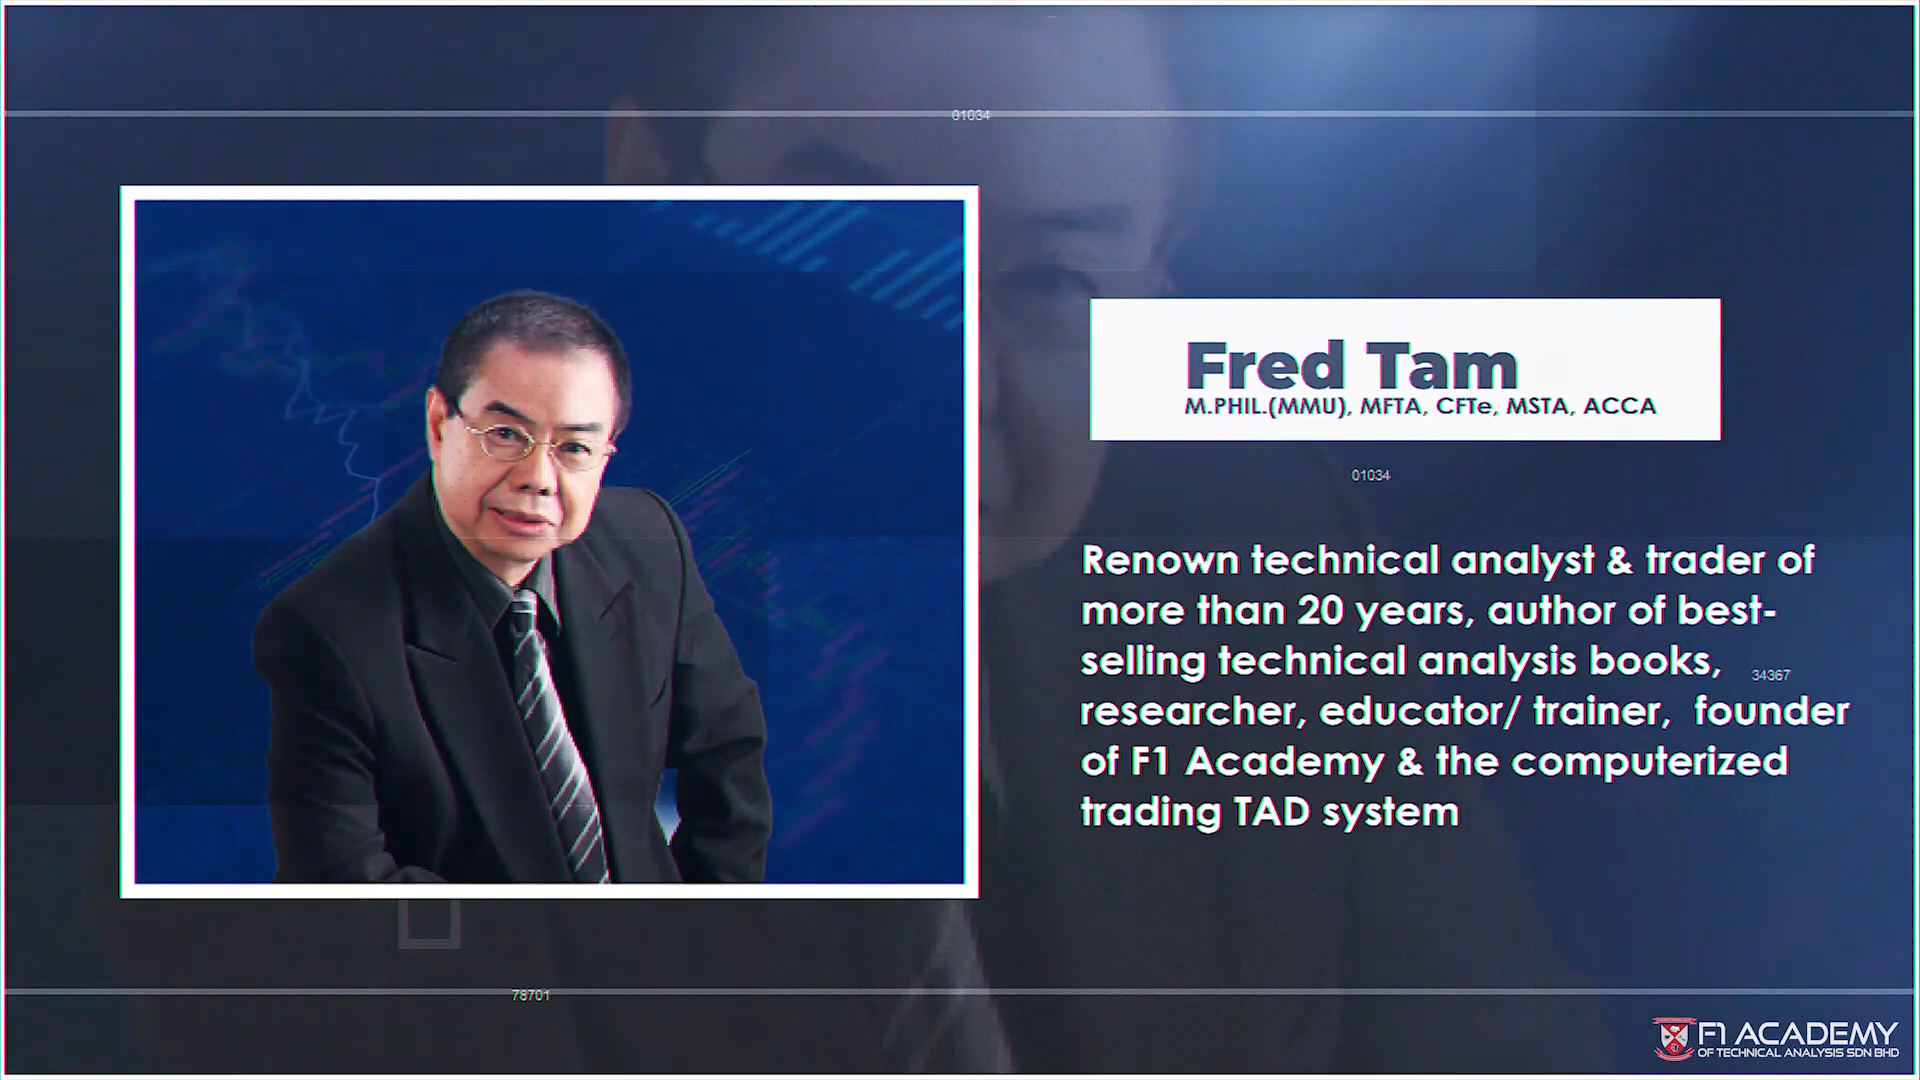 01034
Fred Tam
M.PHIL.(MMU), MFTA, CFTe, MSTA, ACCA
01034
Renown technical analyst & trader of
more than 20 years, author of best-
selling technical analysis books,
34367
researcher, educator/ trainer, founder
of F1 Academy & the computerized
trading TAD system
78701
F1 ACADEMY
OF TECHNICAL ANALYSIS SDN BHD